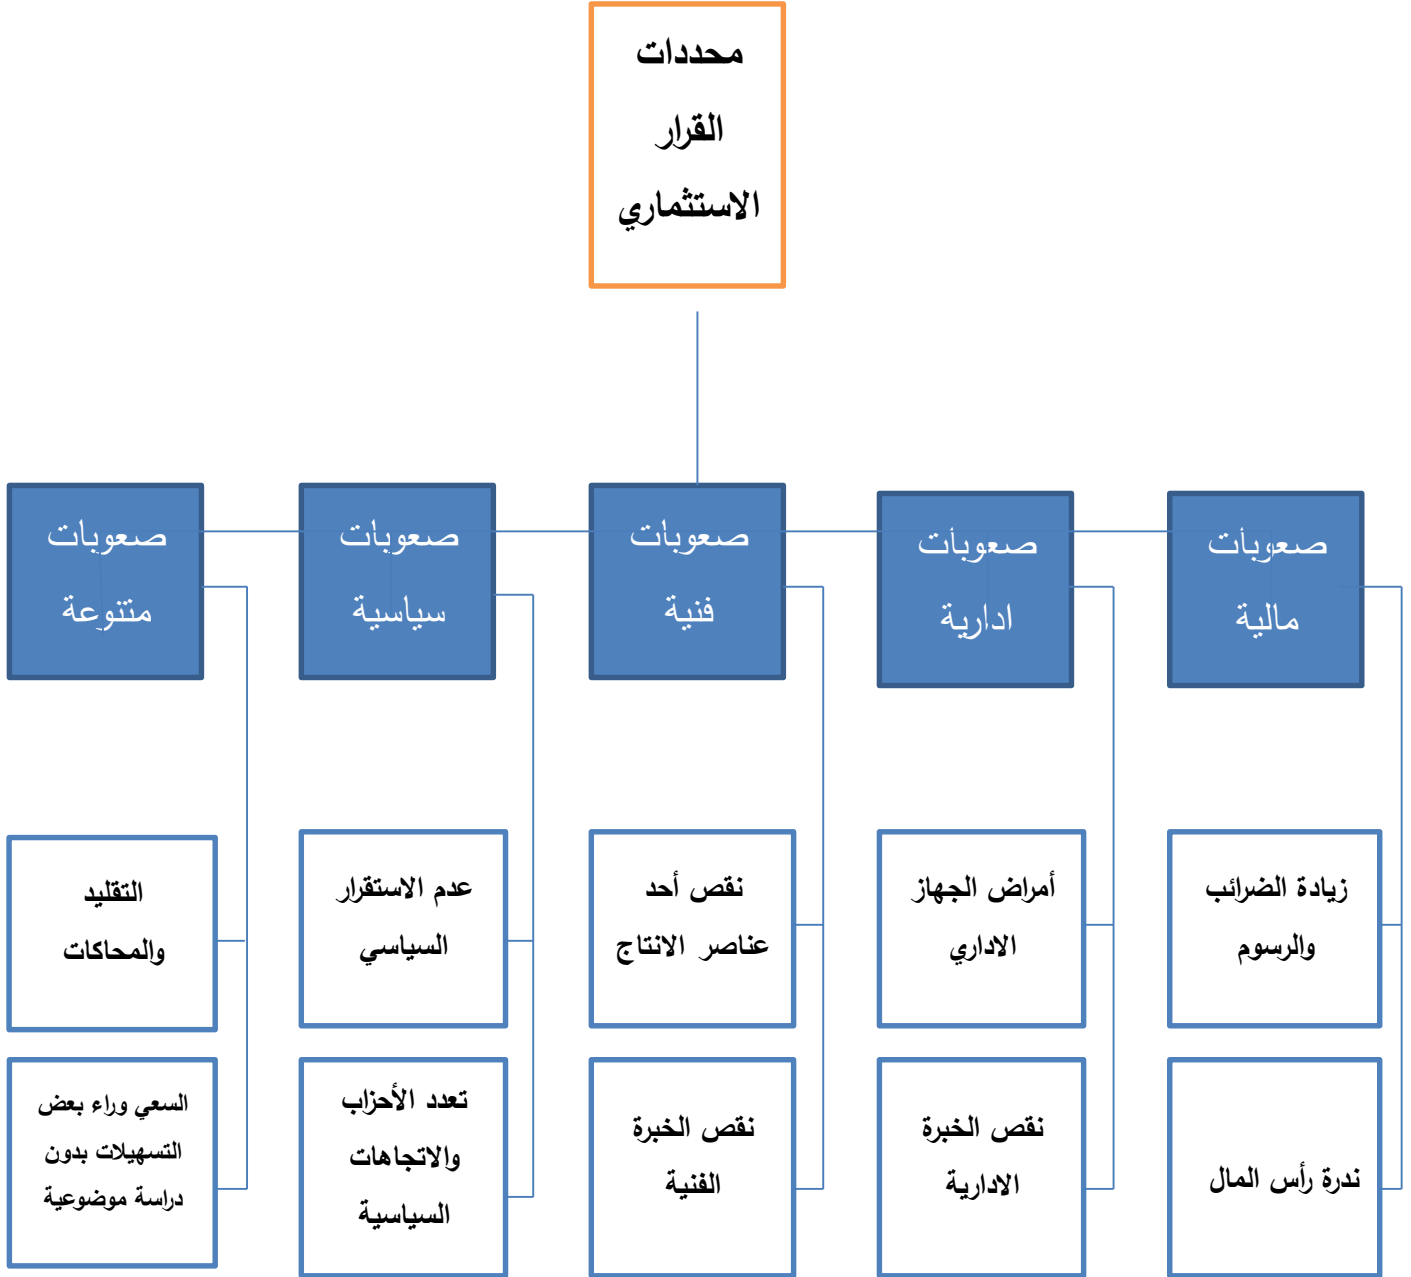 محددات
القرار
الاستثماري
صعوبات
مالية
صعوبات
ادارية
صعوبات
فنية
صعوبات
سياسية
صعوبات
متنوعة
زيادة الضرائب
والرسوم
أمراض الجهاز
الاداري
نقص أحد
عناصر الانتاج
عدم الاستقرار
السياسي
التقليد
والمحاكات
ندرة رأس المال
نقص الخبرة
الادارية
نقص الخبرة
الفنية
تعدد الأحزاب
والاتجاهات
السياسية
السعي وراء بعض
التسهيلات بدون
دراسة موضوعية